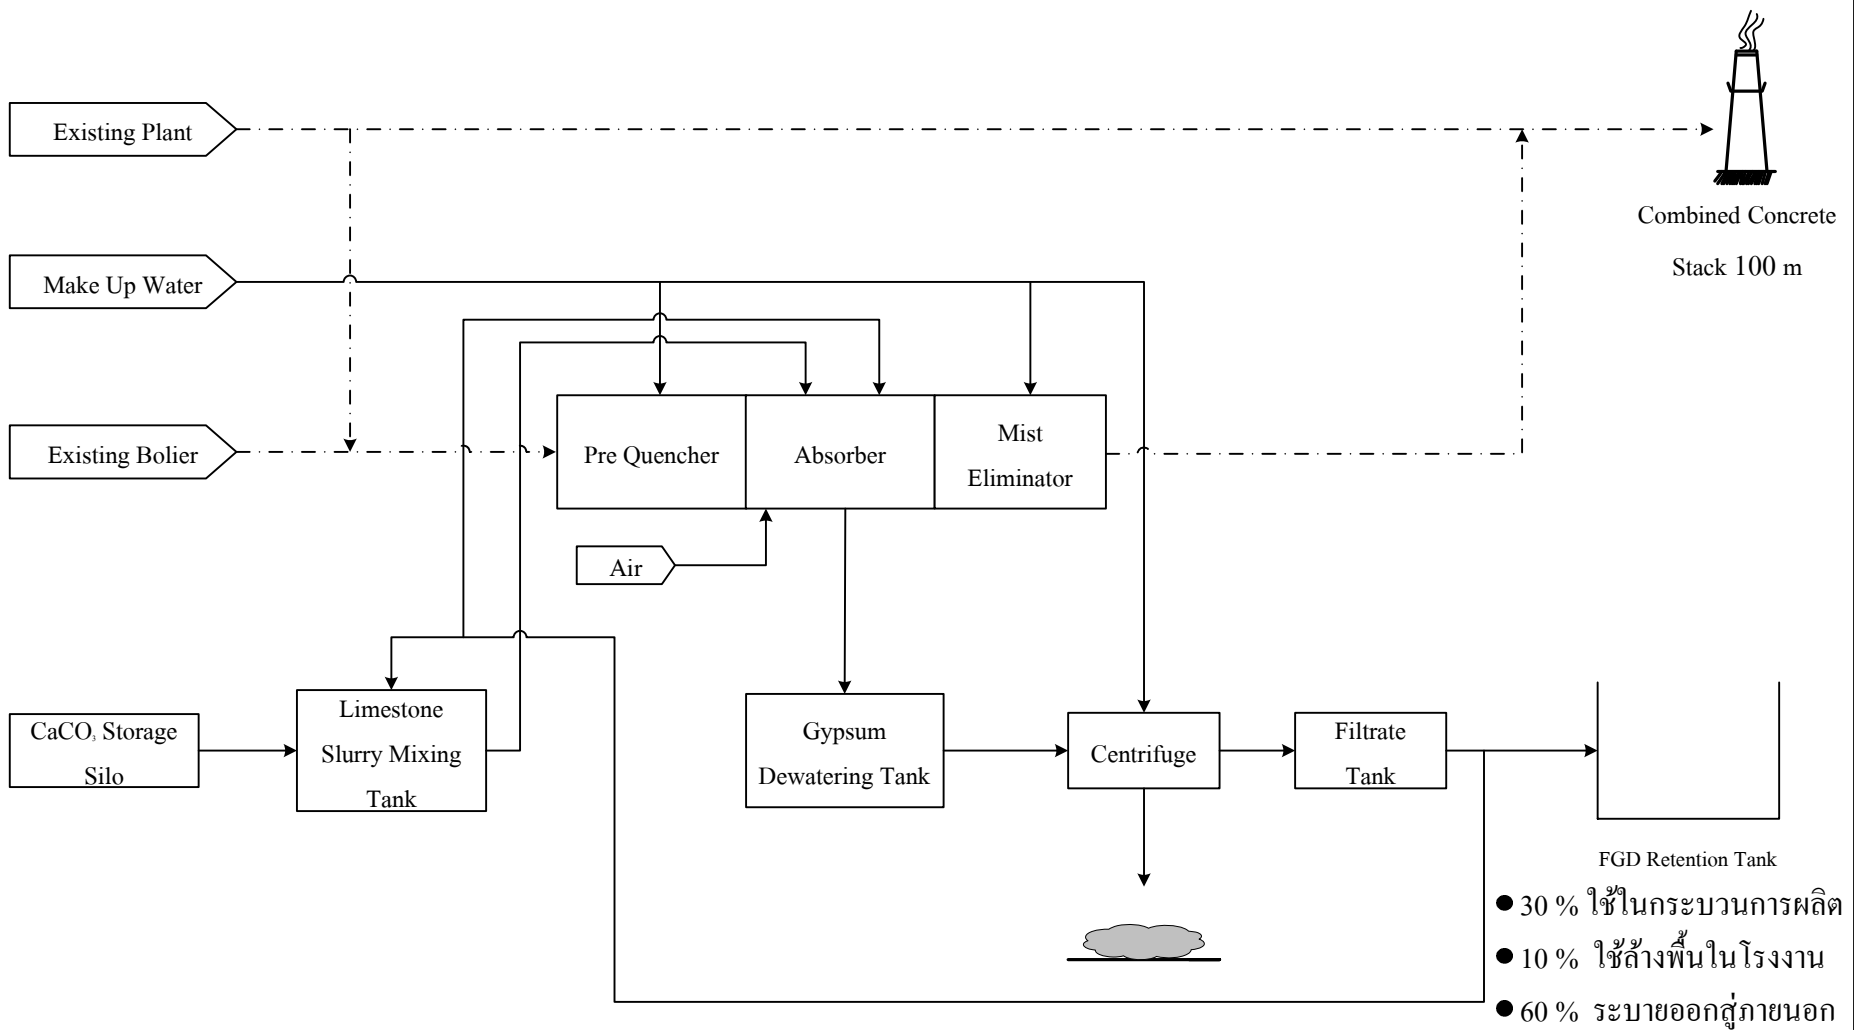 Existing Plant
Combined Concrete
Stack 100 m
Make Up Water
Existing Bolier
Pre Quencher
Absorber
Mist
Eliminator
Air
CaCO₃ Storage
Silo
Limestone
Slurry Mixing
Tank
Gypsum
Dewatering Tank
Centrifuge
Filtrate
Tank
FGD Retention Tank
● 30 % ใช้ในกระบวนการผลิต
● 10 % ใช้ล้างพื้นในโรงงาน
● 60 % ระบายออกสู่ภายนอก